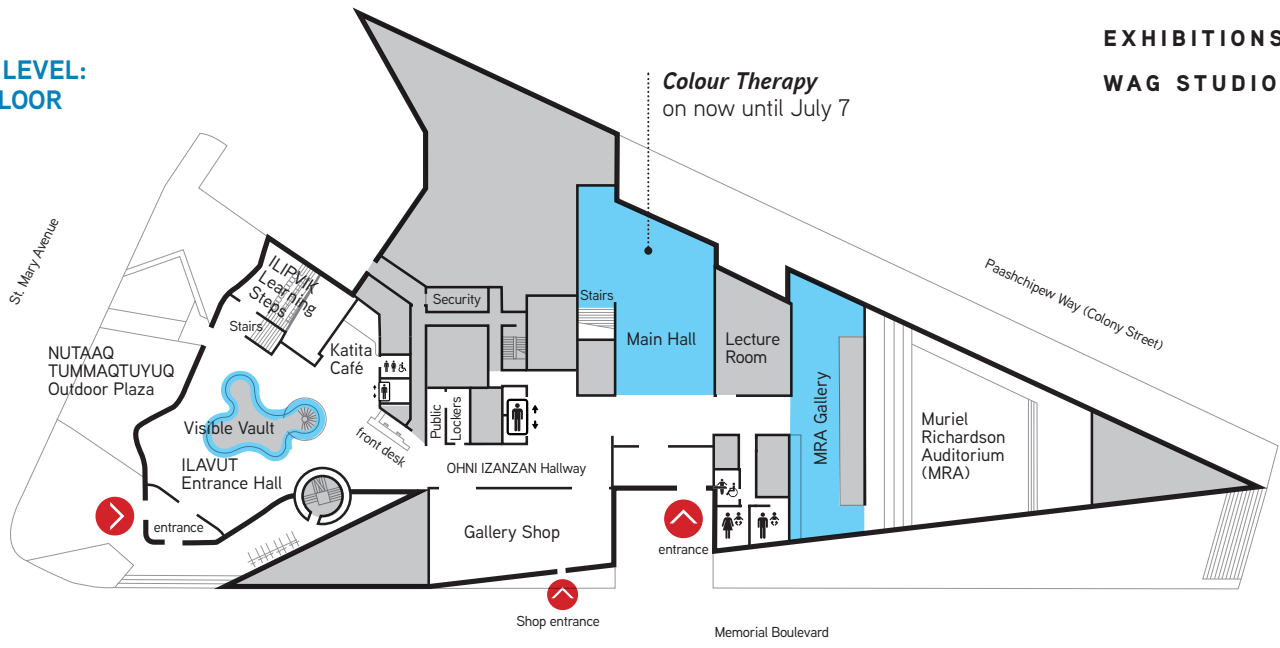 LEVEL:
LOOR
EXHIBITIONS
WAG STUDIO
Colour Therapy
on now until July 7
St. Mary Avenue
Paashchipew Way (Colony Street)
ILIPVIK
Learning
Steps
Stairs
Security
Stairs
NUTAAQ
TUMMAQTUYUQ
Outdoor Plaza
Katita
Café
Main Hall
Lecture
Room
MRA Gallery
Muriel
Richardson
Auditorium
(MRA)
Visible Vault
Public
Lockers
front desk
ILAVUT
Entrance Hall
OHNI IZANZAN Hallway
entrance
Gallery Shop
entrance
Shop entrance
Memorial Boulevard